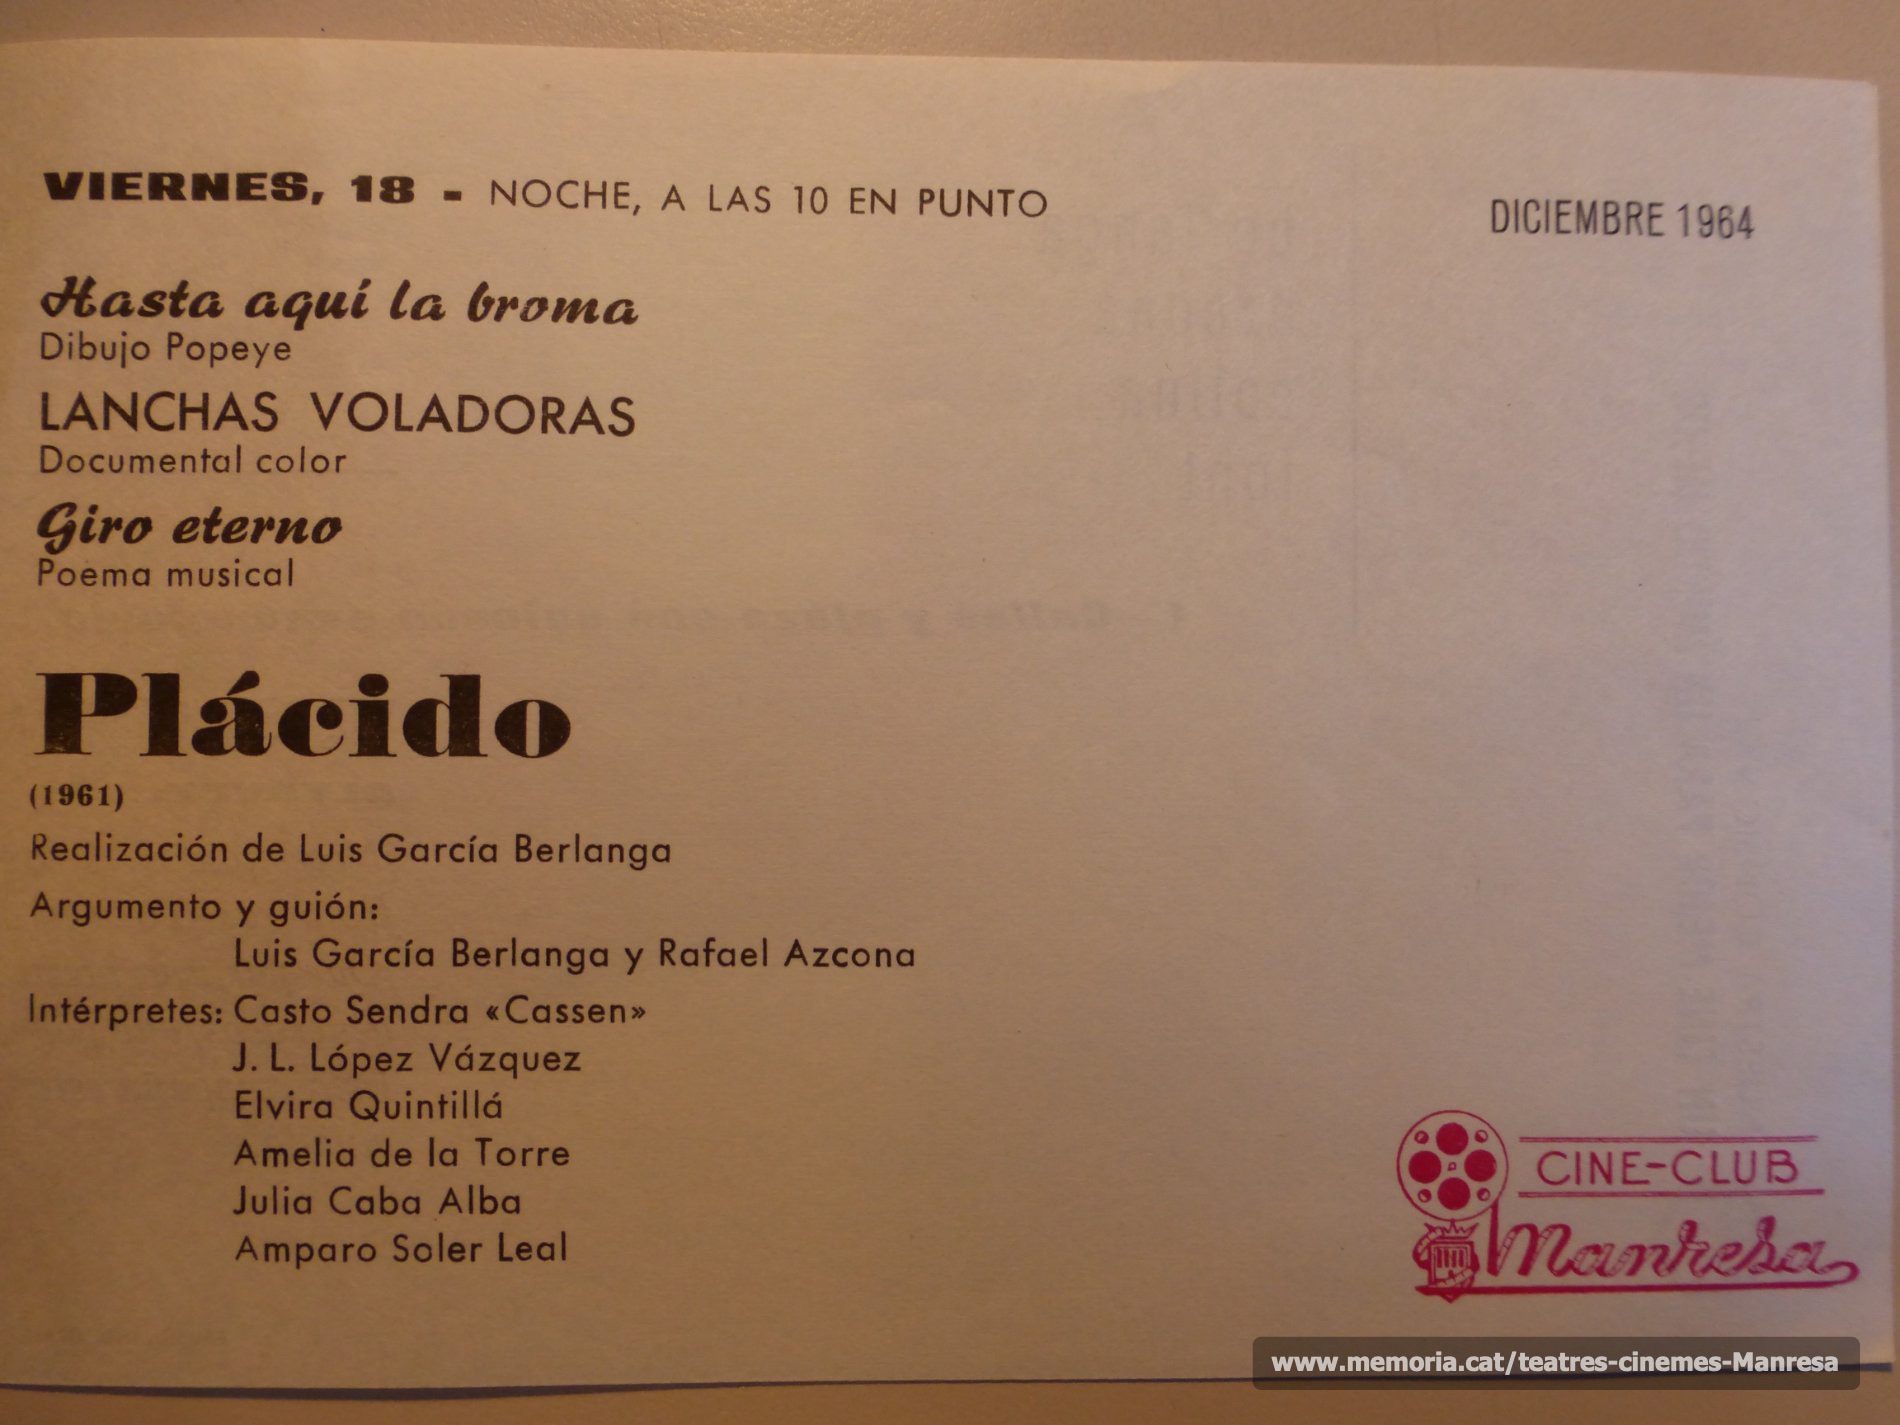 VIERNES, 18 - NOCHE, A LAS 10 EN PUNTO
DICIEMBRE 1964
Hasta aquí la broma
Dibujo Popeye
LANCHAS VOLADORAS
Documental color
Giro eterno
Poema musical
Plácido
(1961)
Realización de Luis García Berlanga
Argumento y guión:
Luis García Berlanga y Rafael Azcona
Intérpretes: Casto Sendra «Cassen»
J. L. López Vázquez
Elvira Quintillá
Amelia de la Torre
Julia Caba Alba
Amparo Soler Leal
CINE-CLUB
Manresa
www.memoria.cat/teatres-cinemes-Manresa